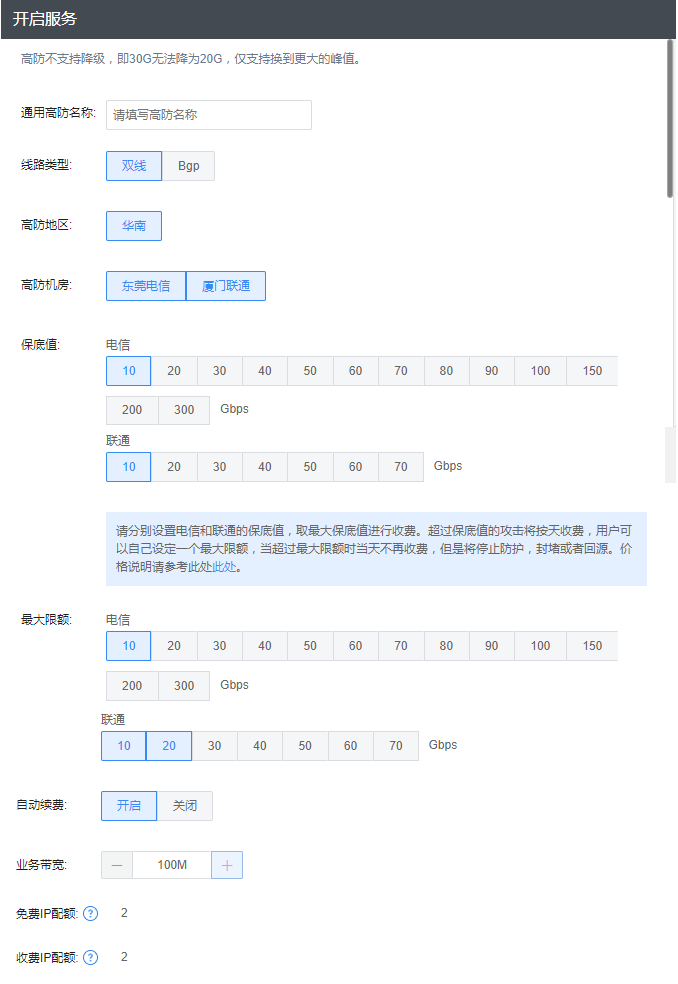 开启服务
高防不支持降级，即30G无法降为20G，仅支持换到更大的峰值。
通用高防名称: 请填写高防名称
线路类型: 双线 Bgp
高防地区: 华南
高防机房: 东莞电信 厦门联通
保底值: 电信
10 20 30 40 50 60 70 80 90 100 150
200 300 Gbps
联通
10 20 30 40 50 60 70 Gbps
请分别设置电信和联通的保底值，取最大保底值进行收费。超过保底值的攻击将按天收费，用户可
以自己设定一个最大限额，当超过最大限额时当天不再收费，但是将停止防护，封堵或者回源。价
格说明请参考此处此处。
最大限额: 电信
10 20 30 40 50 60 70 80 90 100 150
200 300 Gbps
联通
10 20 30 40 50 60 70 Gbps
自动续费: 开启 关闭
业务带宽: — 100M +
免费IP配额: ? 2
收费IP配额: ? 2